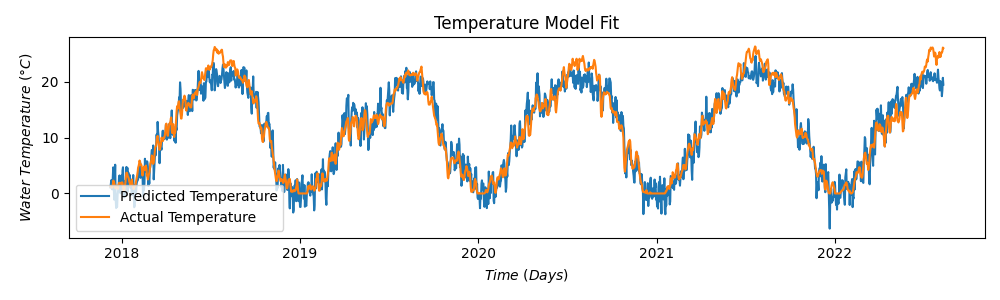 Temperature Model Fit
Water Temperature (°C)
20
10
0
Predicted Temperature
Actual Temperature
2018 2019 2020 2021 2022
Time (Days)